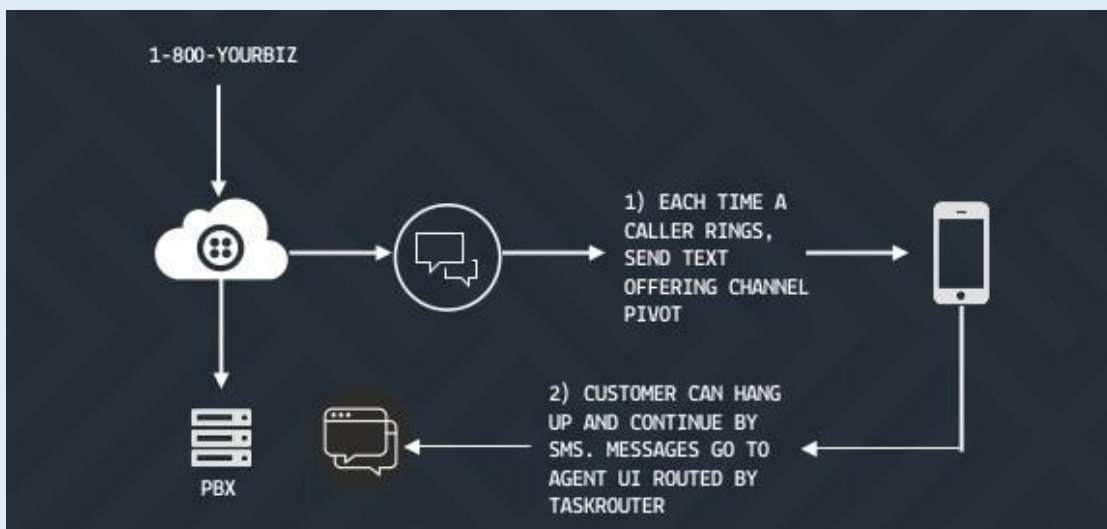 1-800-YOURBIZ
1) EACH TIME A
CALLER RINGS,
SEND TEXT
OFFERING CHANNEL
PIVOT
2) CUSTOMER CAN HANG
UP AND CONTINUE BY
SMS. MESSAGES GO TO
AGENT UI ROUTED BY
TASKROUTER
PBX